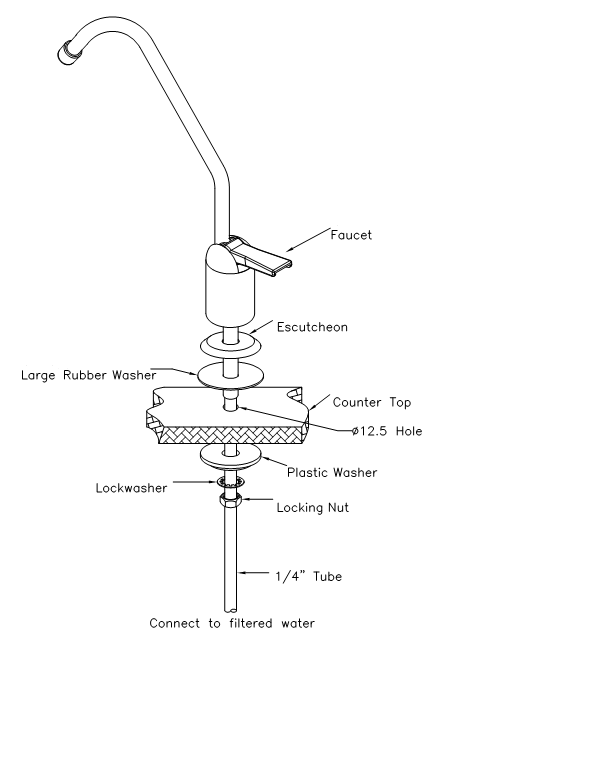 Faucet
Escutcheon
Large Rubber Washer
Counter Top
ø12.5 Hole
Plastic Washer
Lockwasher
Locking Nut
1/4” Tube
Connect to filtered water